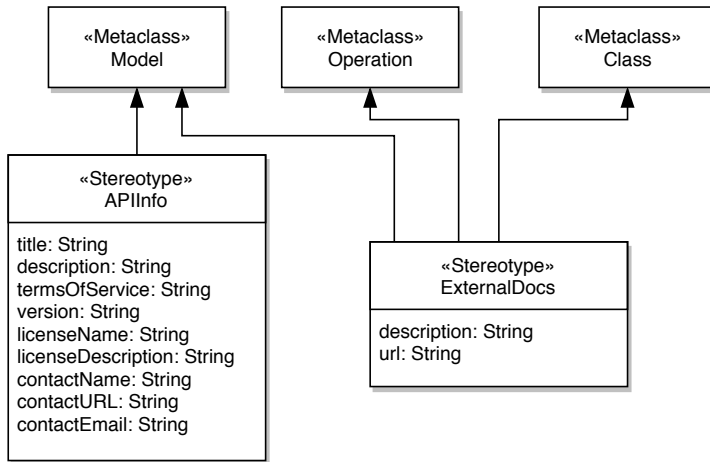 «Metaclass»
Model
«Metaclass»
Operation
«Metaclass»
Class
«Stereotype»
APIInfo
title: String
description: String
termsOfService: String
version: String
licenseName: String
licenseDescription: String
contactName: String
contactURL: String
contactEmail: String
«Stereotype»
ExternalDocs
description: String
url: String